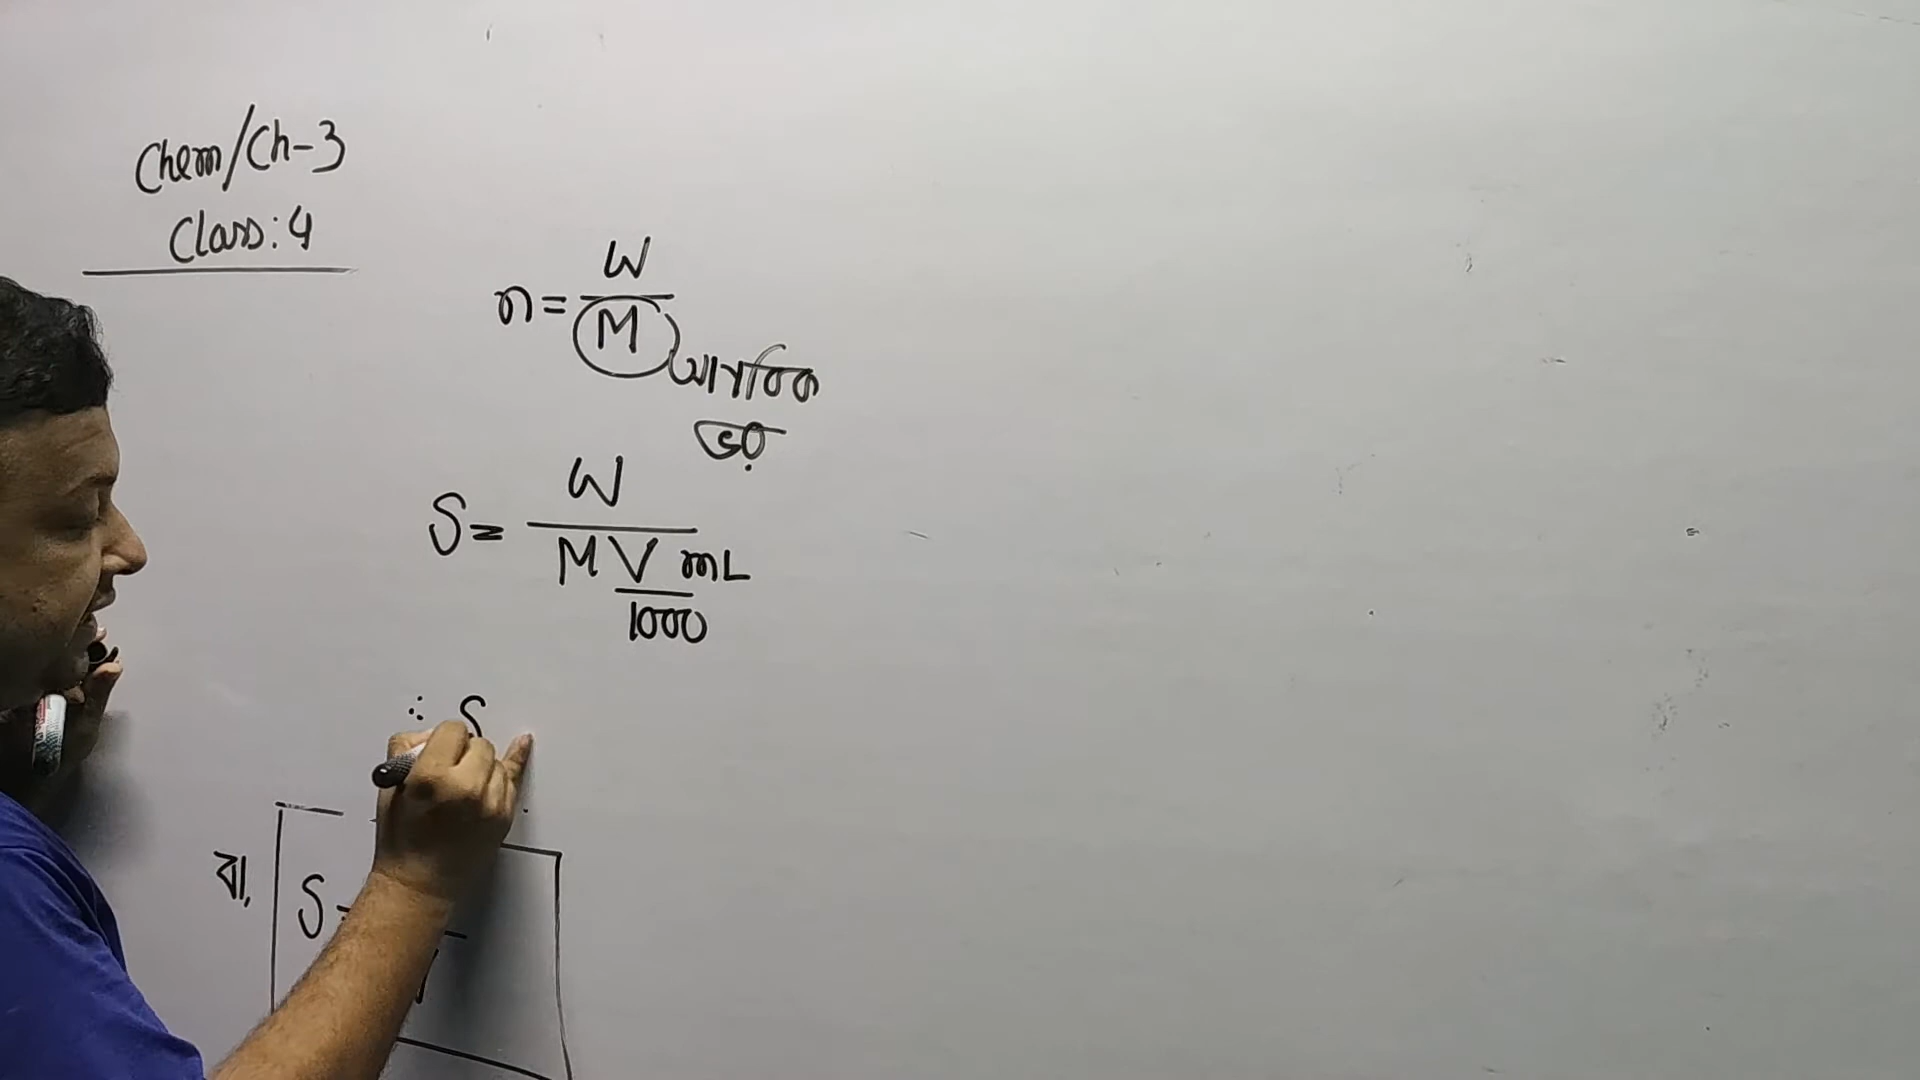 Chem/Ch-3
Class: 4
n = W
M
আণবিক
ভর
S = W
M V mL
1000
∴ S
বা,
S =
V